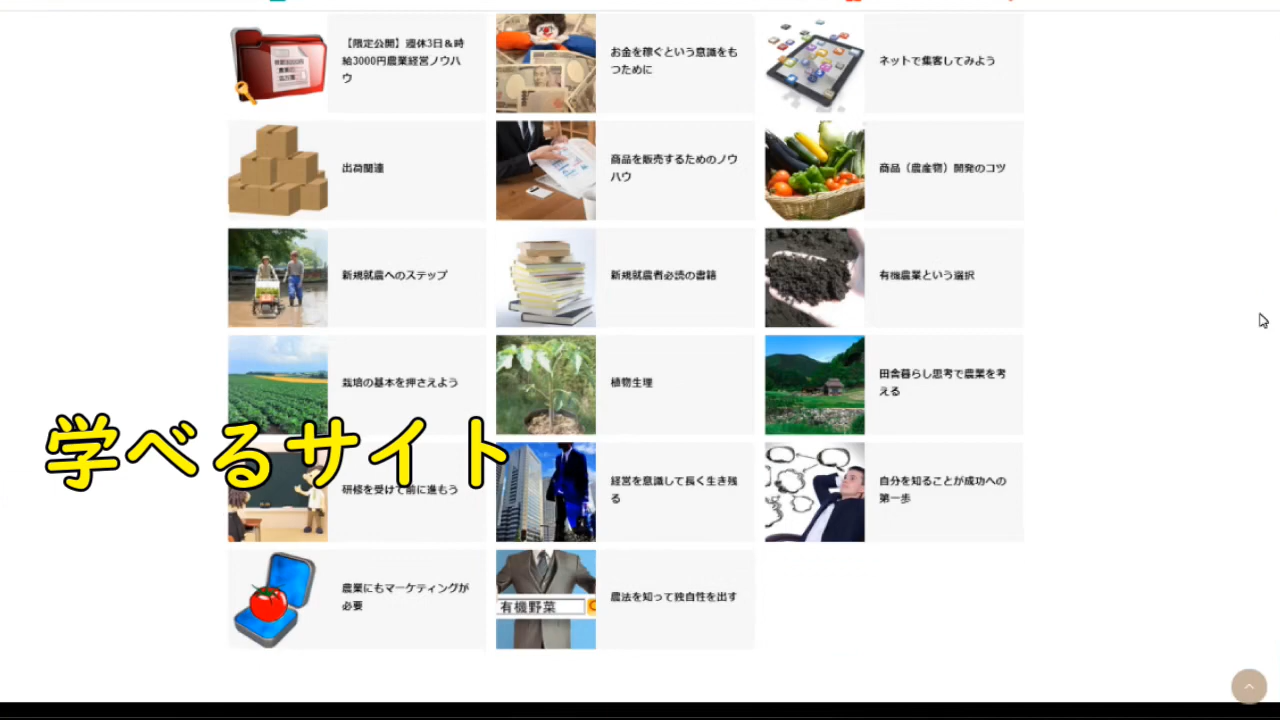 【限定公開】週休3日＆時
給3000円農業経営ノウハ
ウ
お金を稼ぐという意識をも
つために
ネットで集客してみよう
出荷関連
商品を販売するためのノウ
ハウ
商品（農産物）開発のコツ
新規就農へのステップ
新規就農者必読の書籍
有機農業という選択
栽培の基本を押さえよう
植物生理
田舎暮らし思考で農業を考
える
学べるサイト
研修を受けて前に進もう
経営を意識して長く生き残
る
自分を知ることが成功への
第一歩
農業にもマーケティングが
必要
有機野菜
農法を知って独自性を出す